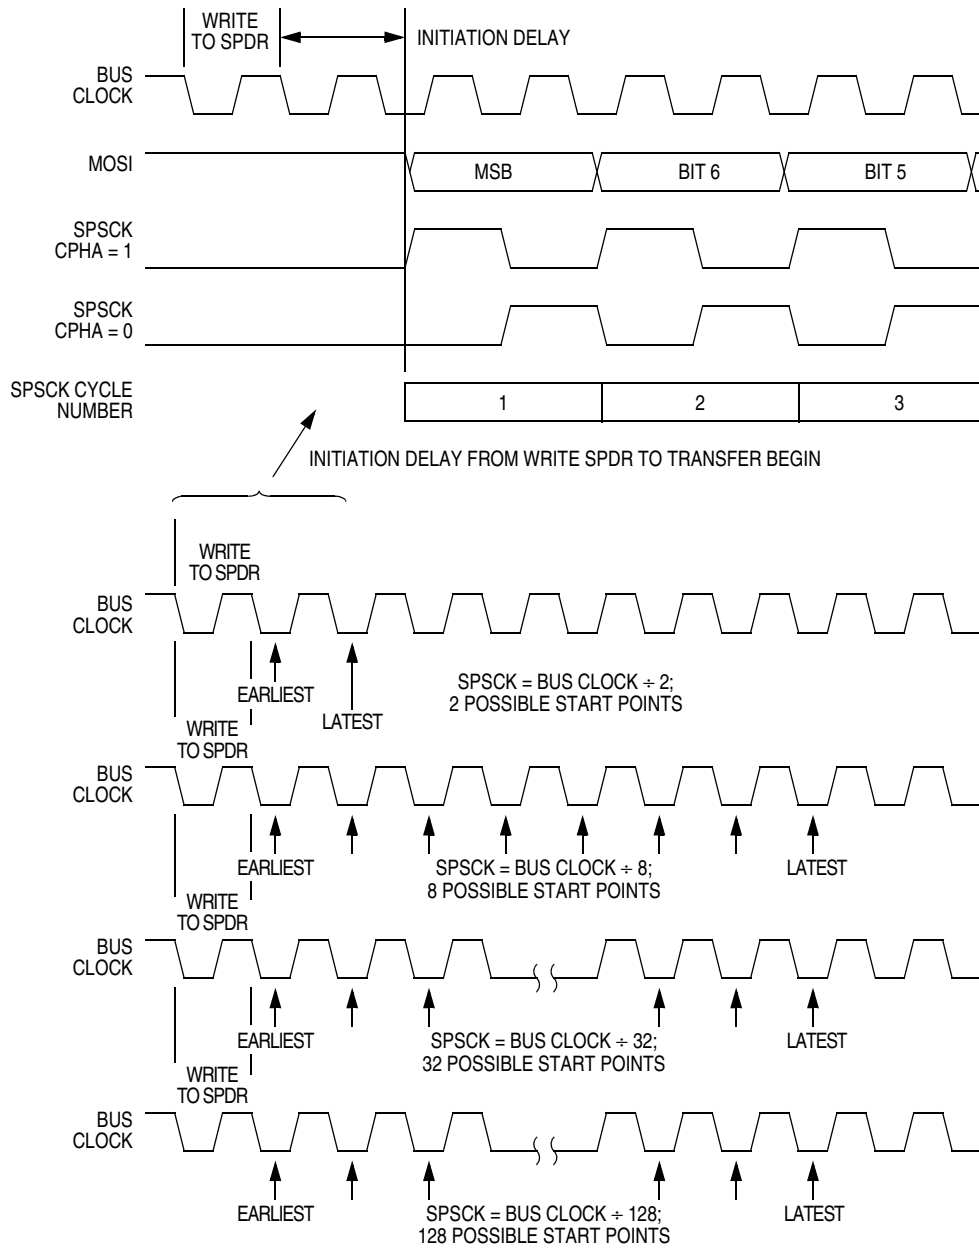 WRITE
TO SPDR
INITIATION DELAY
BUS
CLOCK
MOSI
MSB
BIT 6
BIT 5
SPSCK
CPHA = 1
SPSCK
CPHA = 0
SPSCK CYCLE
NUMBER
1
2
3
INITIATION DELAY FROM WRITE SPDR TO TRANSFER BEGIN
WRITE
TO SPDR
BUS
CLOCK
EARLIEST
LATEST
SPSCK = BUS CLOCK ÷ 2;
2 POSSIBLE START POINTS
WRITE
TO SPDR
BUS
CLOCK
EARLIEST
SPSCK = BUS CLOCK ÷ 8;
8 POSSIBLE START POINTS
LATEST
WRITE
TO SPDR
BUS
CLOCK
EARLIEST
SPSCK = BUS CLOCK ÷ 32;
32 POSSIBLE START POINTS
LATEST
WRITE
TO SPDR
BUS
CLOCK
EARLIEST
SPSCK = BUS CLOCK ÷ 128;
128 POSSIBLE START POINTS
LATEST